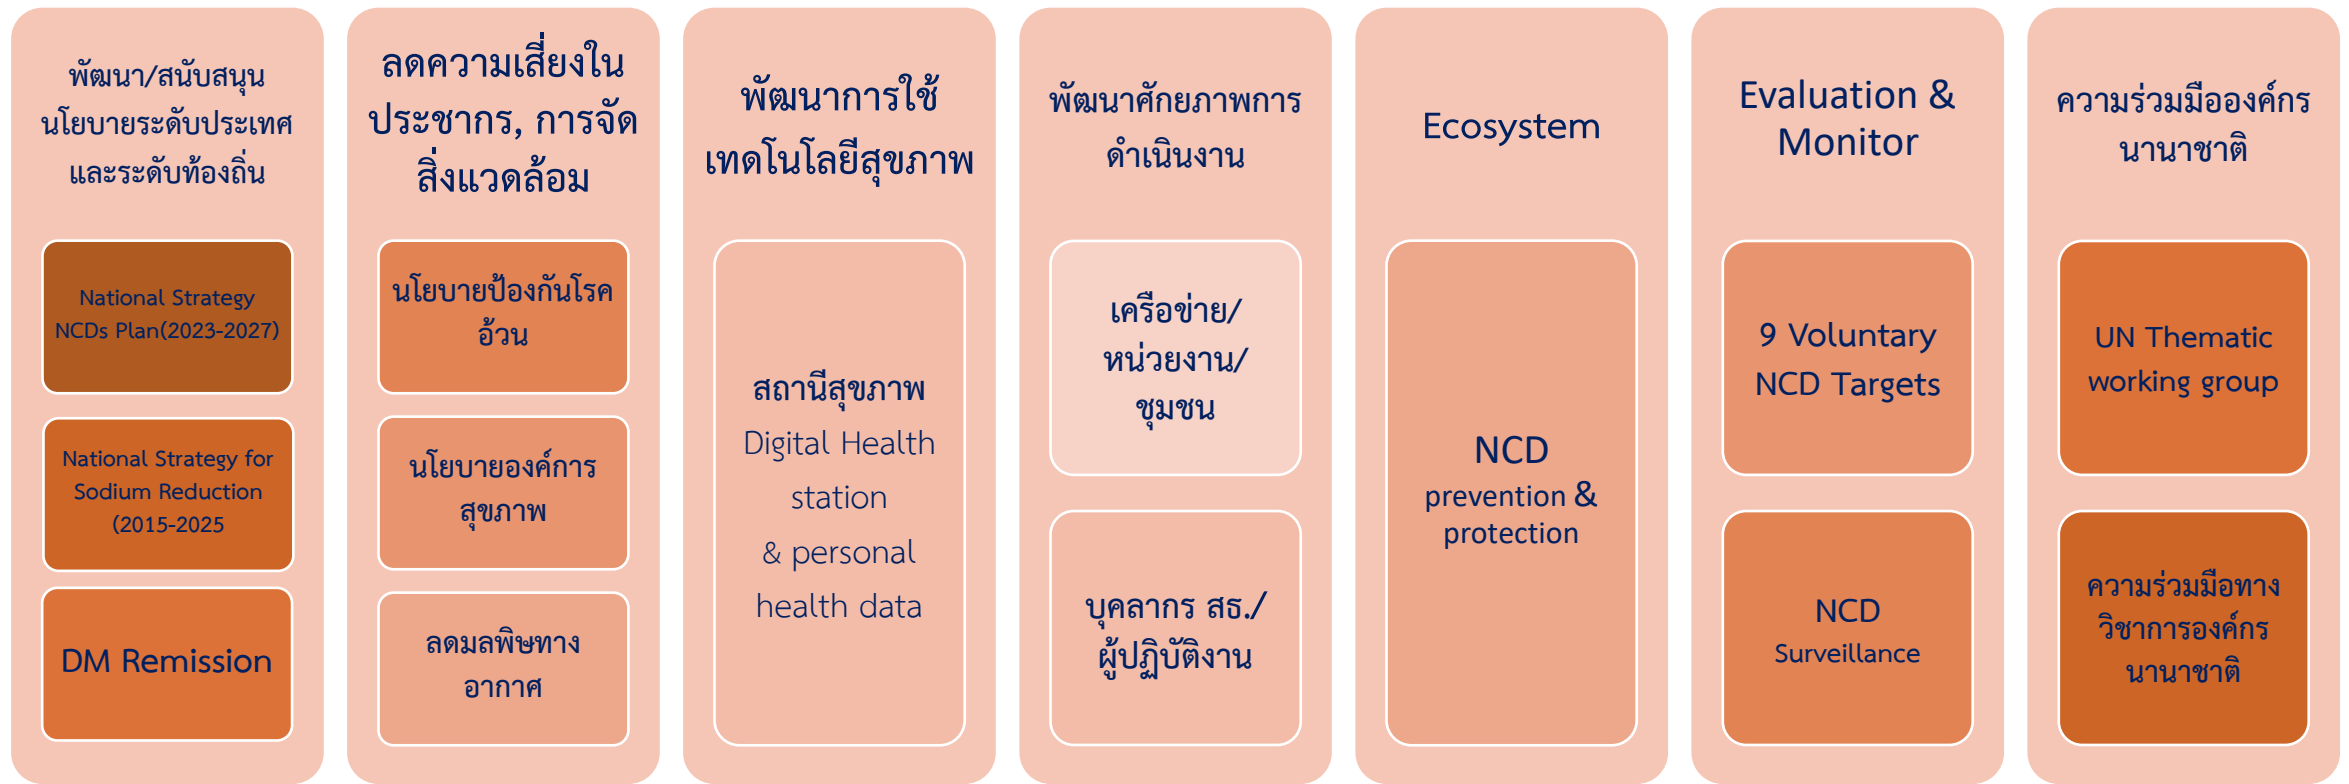 พัฒนา/สนับสนุน
นโยบายระดับประเทศ
และระดับท้องถิ่น
National Strategy
NCDs Plan(2023-2027)
National Strategy for
Sodium Reduction
(2015-2025
DM Remission
ลดความเสี่ยงใน
ประชากร, การจัด
สิ่งแวดล้อม
นโยบายป้องกันโรค
อ้วน
นโยบายองค์การ
สุขภาพ
ลดมลพิษทาง
อากาศ
พัฒนาการใช้
เทดโนโลยีสุขภาพ
สถานีสุขภาพ
Digital Health
station
& personal
health data
พัฒนาศักยภาพการ
ดำเนินงาน
เครือข่าย/
หน่วยงาน/
ชุมชน
บุคลากร สธ./
ผู้ปฏิบัติงาน
Ecosystem
NCD
prevention &
protection
Evaluation &
Monitor
9 Voluntary
NCD Targets
NCD
Surveillance
ความร่วมมือองค์กร
นานาชาติ
UN Thematic
working group
ความร่วมมือทาง
วิชาการองค์กร
นานาชาติ